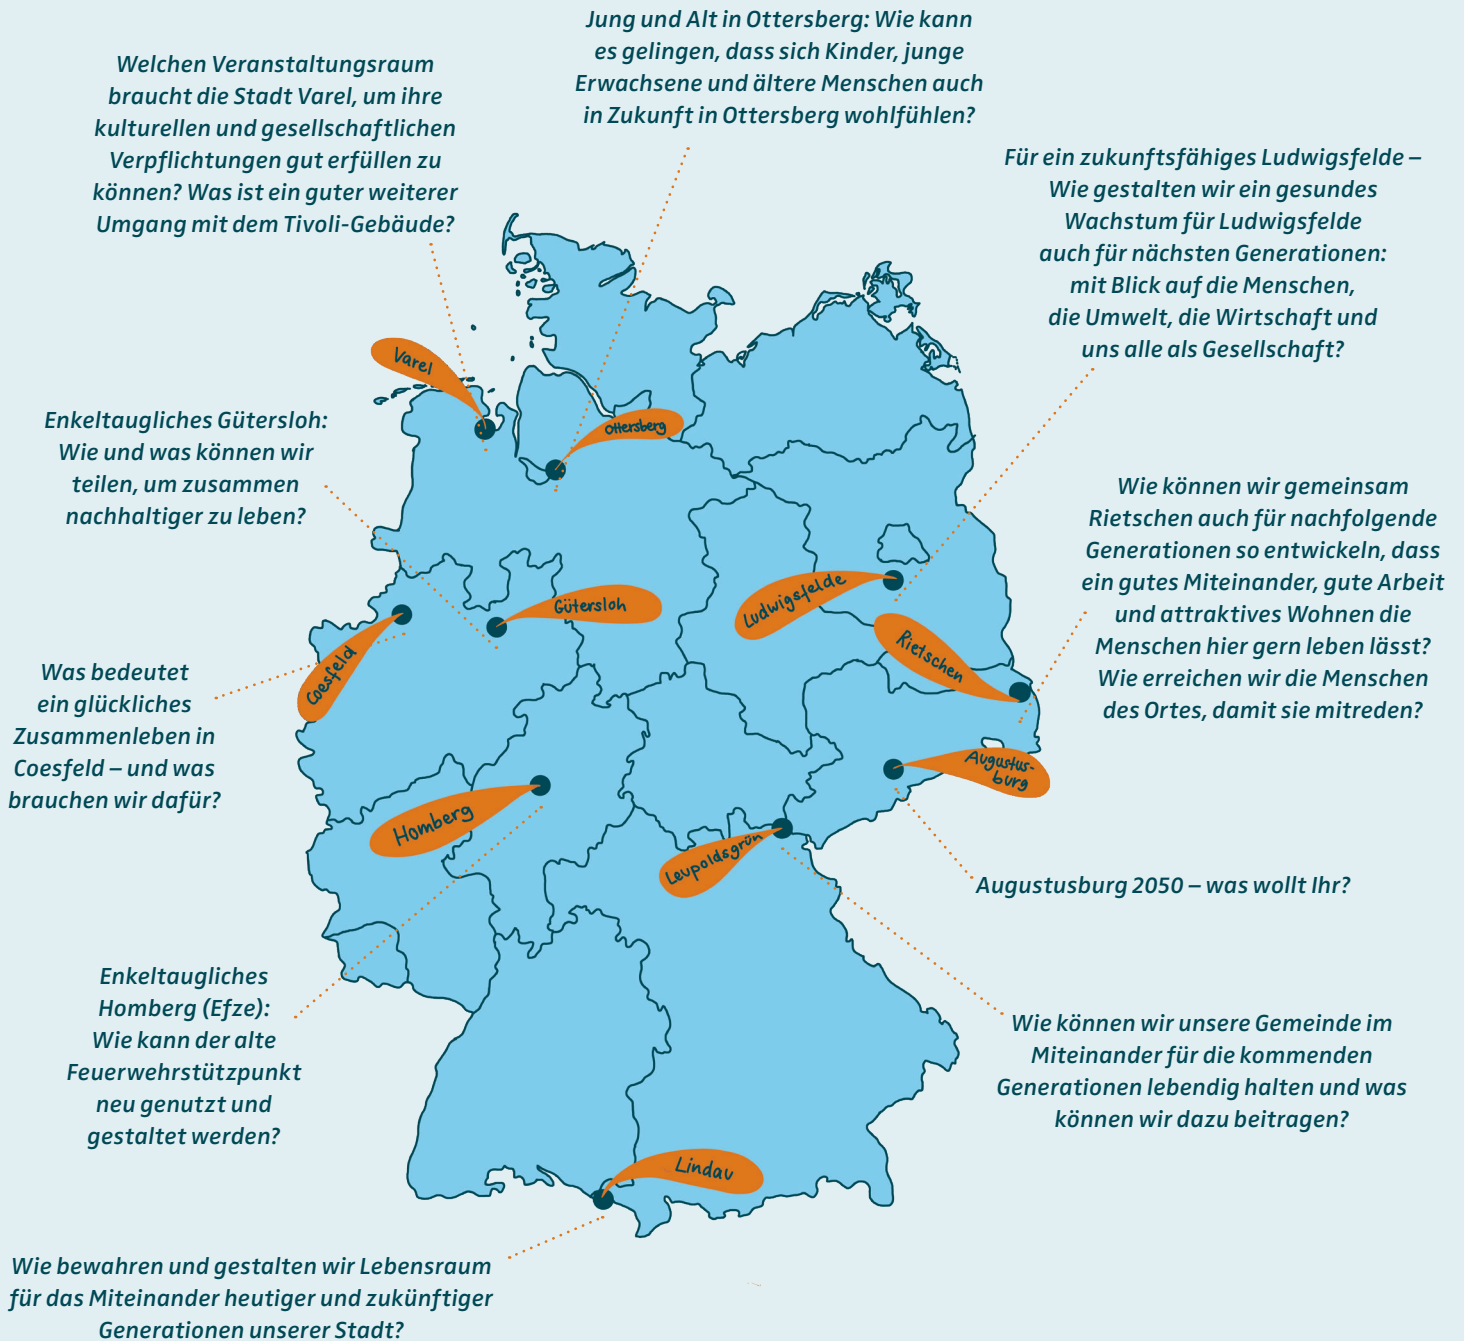 Jung und Alt in Ottersberg: Wie kann
es gelingen, dass sich Kinder, junge
Erwachsene und ältere Menschen auch
in Zukunft in Ottersberg wohlfühlen?
Welchen Veranstaltungsraum
braucht die Stadt Varel, um ihre
kulturellen und gesellschaftlichen
Verpflichtungen gut erfüllen zu
können? Was ist ein guter weiterer
Umgang mit dem Tivoli-Gebäude?
Für ein zukunftsfähiges Ludwigsfelde –
Wie gestalten wir ein gesundes
Wachstum für Ludwigsfelde
auch für nächsten Generationen:
mit Blick auf die Menschen,
die Umwelt, die Wirtschaft und
uns alle als Gesellschaft?
Varel
Ottersberg
Enkeltaugliches Gütersloh:
Wie und was können wir
teilen, um zusammen
nachhaltiger zu leben?
Wie können wir gemeinsam
Rietschen auch für nachfolgende
Generationen so entwickeln, dass
ein gutes Miteinander, gute Arbeit
und attraktives Wohnen die
Menschen hier gern leben lässt?
Wie erreichen wir die Menschen
des Ortes, damit sie mitreden?
Gütersloh
Ludwigsfelde
Rietschen
Coesfeld
Was bedeutet
ein glückliches
Zusammenleben in
Coesfeld – und was
brauchen wir dafür?
Augustus-
burg
Homberg
Leupoldsgrün
Augustusburg 2050 – was wollt Ihr?
Enkeltaugliches
Homberg (Efze):
Wie kann der alte
Feuerwehrstützpunkt
neu genutzt und
gestaltet werden?
Wie können wir unsere Gemeinde im
Miteinander für die kommenden
Generationen lebendig halten und was
können wir dazu beitragen?
Lindau
Wie bewahren und gestalten wir Lebensraum
für das Miteinander heutiger und zukünftiger
Generationen unserer Stadt?